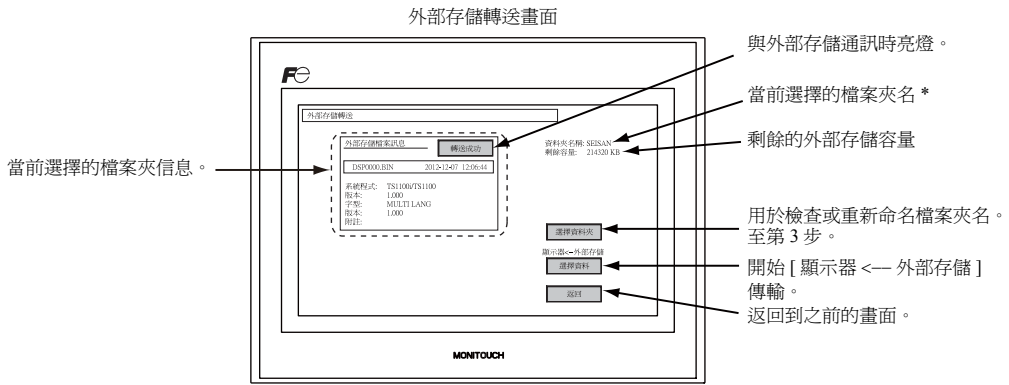 外部存儲轉送畫面
Fe
外部存儲轉送
外部存儲檔案訊息
轉送成功
DSP0000.BIN 2012-12-07 12:06:44
系統程式: TS1100i/TS1100
版本: 1.000
字型: MULTI LANG
版本: 1.000
附註:
資料夾名稱: SEISAN
剩餘容量: 214320 KB
選擇資料夾
顯示器<-外部存儲
選擇資料
返回
MONITOUCH
當前選擇的檔案夾信息。
與外部存儲通訊時亮燈。
當前選擇的檔案夾名 *
剩餘的外部存儲容量
用於檢查或重新命名檔案夾名。
至第 3 步。
開始 [ 顯示器 <–– 外部存儲 ]
傳輸。
返回到之前的畫面。